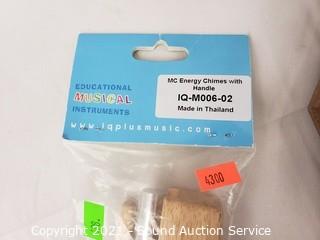 MC Energy Chimes with
Handle
IQ-M006-02
Made in Thailand
EDUCATIONAL
MUSICAL
INSTRUMENTS
www.iqplusmusic.com
4300
Copyright 2021 - Sound Auction Service